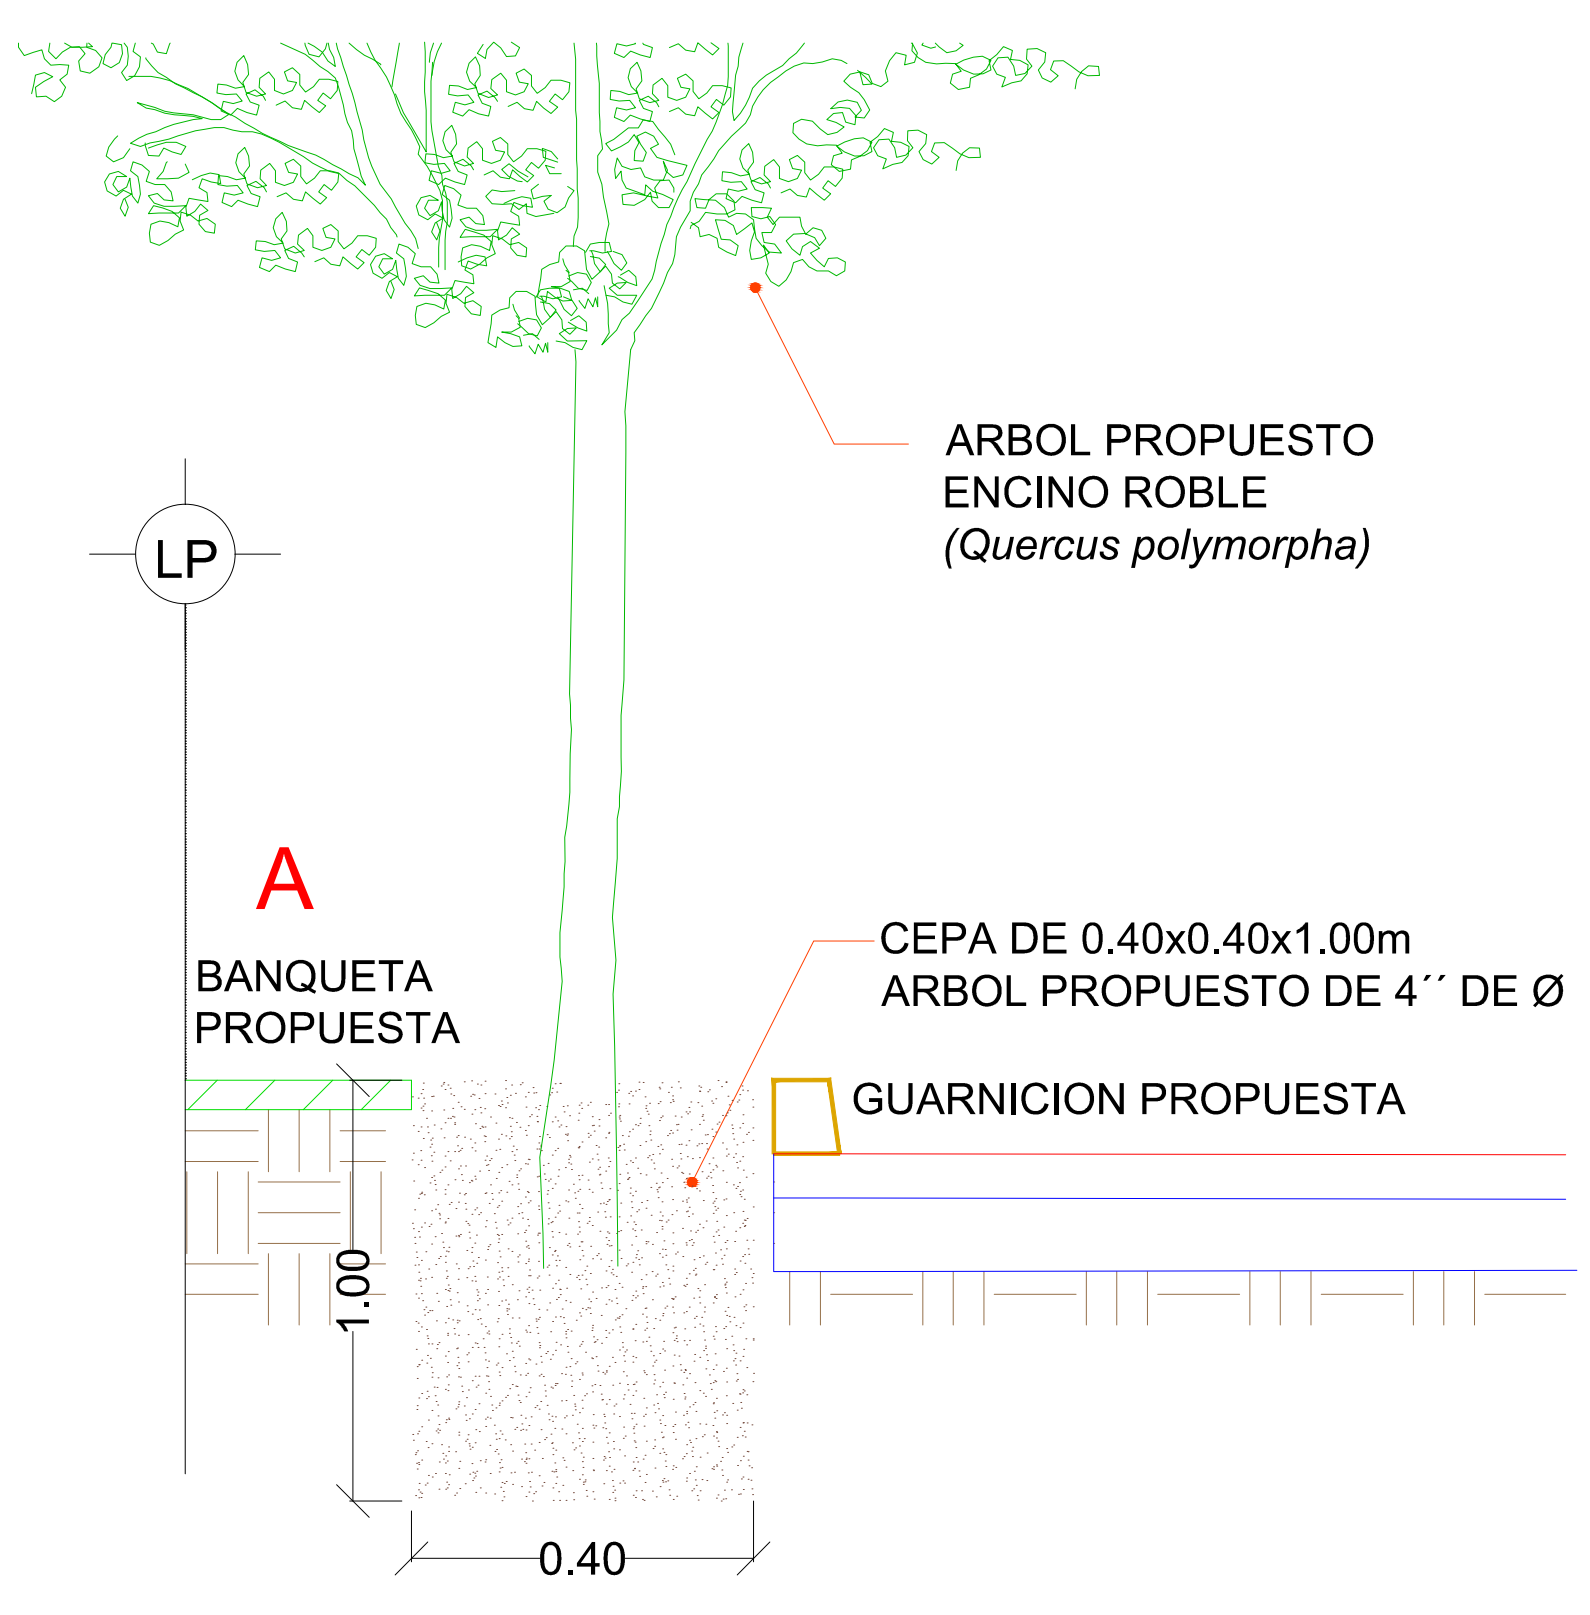 ARBOL PROPUESTO
ENCINO ROBLE
(Quercus polymorpha)
LP
A
BANQUETA
PROPUESTA
CEPA DE 0.40x0.40x1.00m
ARBOL PROPUESTO DE 4´´ DE Ø
GUARNICION PROPUESTA
1.00
0.40